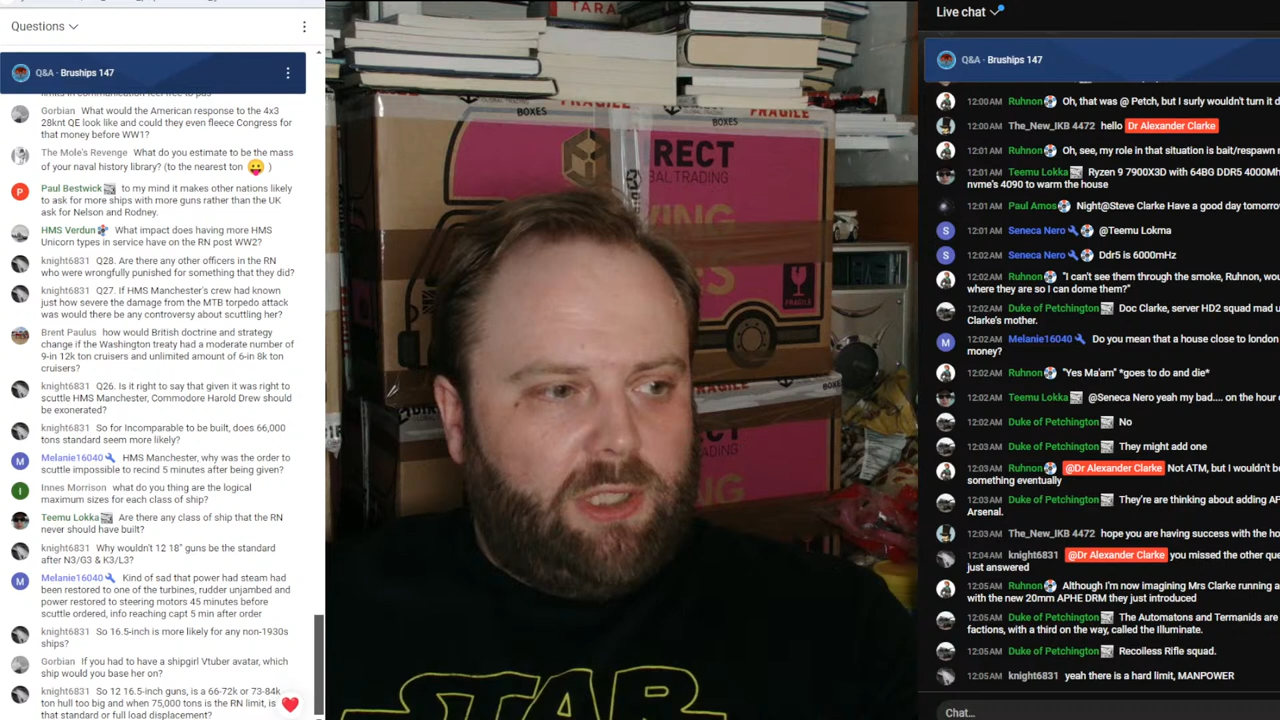 Questions
Q&A · Bruships 147
limits in communication feel free to pas
Gorbian What would the American response to the 4x3
28knt QE look like and could they even fleece Congress for
that money before WW1?
The Mole's Revenge What do you estimate to be the mass
of your naval history library? (to the nearest ton 😛 )
Paul Bestwick to my mind it makes other nations likely
to ask for more ships with more guns rather than the UK
ask for Nelson and Rodney.
HMS Verdun What impact does having more HMS
Unicorn types in service have on the RN post WW2?
knight6831 Q28. Are there any other officers in the RN
who were wrongfully punished for something that they did?
knight6831 Q27. If HMS Manchester's crew had known
just how severe the damage from the MTB torpedo attack
was would there be any controversy about scuttling her?
Brent Paulus how would British doctrine and strategy
change if the Washington treaty had a moderate number of
9-in 12k ton cruisers and unlimited amount of 6-in 8k ton
cruisers?
knight6831 Q26. Is it right to say that given it was right to
scuttle HMS Manchester, Commodore Harold Drew should
be exonerated?
knight6831 So for Incomparable to be built, does 66,000
tons standard seem more likely?
Melanie16040 HMS Manchester, why was the order to
scuttle impossible to recind 5 minutes after being given?
Innes Morrison what do you thing are the logical
maximum sizes for each class of ship?
Teemu Lokka Are there any class of ship that the RN
never should have built?
knight6831 Why wouldn't 12 18" guns be the standard
after N3/G3 & K3/L3?
Melanie16040 Kind of sad that power had steam had
been restored to one of the turbines, rudder unjambed and
power restored to steering motors 45 minutes before
scuttle ordered, info reaching capt 5 min after order
knight6831 So 16.5-inch is more likely for any non-1930s
ships?
Gorbian If you had to have a shipgirl Vtuber avatar, which
ship would you base her on?
knight6831 So 12 16.5-inch guns, is a 66-72k or 73-84k
ton hull too big and when 75,000 tons is the RN limit, is
that standard or full load displacement?
TARA
FRAGILE
BOXES
FRAGILE
BOXES
FRAGILE
RECT
BAL TRADING
VING
ES
FRAGILE
FRAGILE
BOXES
CT
TRADING
NG
STAR
Live chat
Q&A · Bruships 147
12:00AM Ruhnon Oh, that was @ Petch, but I surly wouldn't turn it d
12:00AM The_New_IKB 4472 hello Dr Alexander Clarke
12:01AM Ruhnon Oh, see, my role in that situation is bait/respawn r
12:01AM Teemu Lokka Ryzen 9 7900X3D with 64BG DDR5 4000Mh
nvme's 4090 to warm the house
12:01AM Paul Amos Night@Steve Clarke Have a good day tomorro
12:01AM Seneca Nero @Teemu Lokma
12:02AM Seneca Nero Ddr5 is 6000mHz
12:02AM Ruhnon "I can't see them through the smoke, Ruhnon, wou
where they are so I can dome them?"
12:02AM Duke of Petchington Doc Clarke, server HD2 squad mad u
Clarke's mother.
12:02AM Melanie16040 Do you mean that a house close to london
money?
12:02AM Ruhnon "Yes Ma'am" *goes to do and die*
12:02AM Teemu Lokka @Seneca Nero yeah my bad.... on the hour o
12:02AM Duke of Petchington No
12:03AM Duke of Petchington They might add one
12:03AM Ruhnon @Dr Alexander Clarke Not ATM, but I wouldn't b
something eventually
12:03AM Duke of Petchington They're are thinking about adding AF
Arsenal.
12:03AM The_New_IKB 4472 hope you are having success with the ho
12:04AM knight6831 @Dr Alexander Clarke you missed the other que
just answered
12:05AM Ruhnon Although I'm now imagining Mrs Clarke running a
with the new 20mm APHE DRM they just introduced
12:05AM Duke of Petchington The Automatons and Termanids are
factions, with a third on the way, called the Illuminate.
12:05AM Duke of Petchington Recoiless Rifle squad.
12:05AM knight6831 yeah there is a hard limit, MANPOWER
Chat...